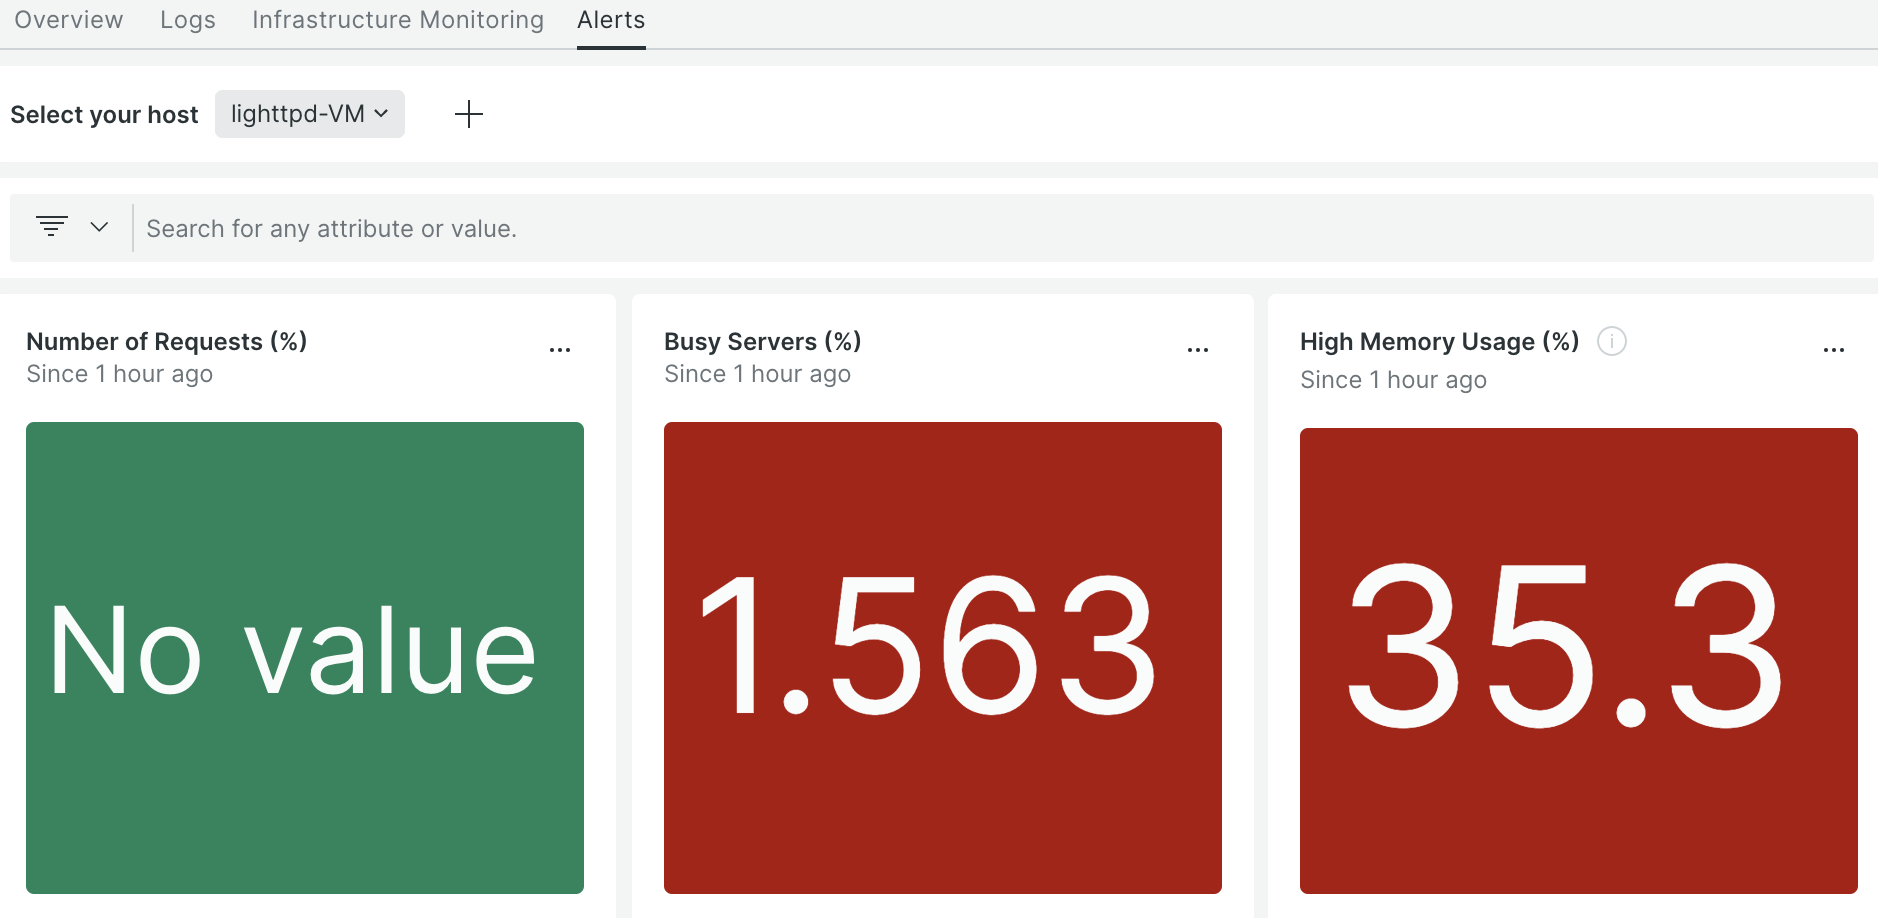 Overview Logs Infrastructure Monitoring Alerts
Select your host lighttpd-VM
Search for any attribute or value.
Number of Requests (%)
Since 1 hour ago
No value
Busy Servers (%)
Since 1 hour ago
1.563
High Memory Usage (%)
Since 1 hour ago
35.3